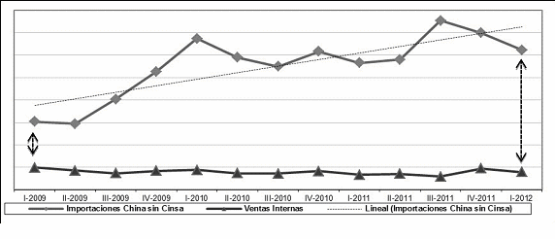 I-2009 II-2009 III-2009 IV-2009 I-2010 II-2010 III-2010 IV-2010 I-2011 II-2011 III-2011 IV-2011 I-2012
Importaciones China sin Cinsa Ventas Internas Lineal (Importaciones China sin Cinsa)